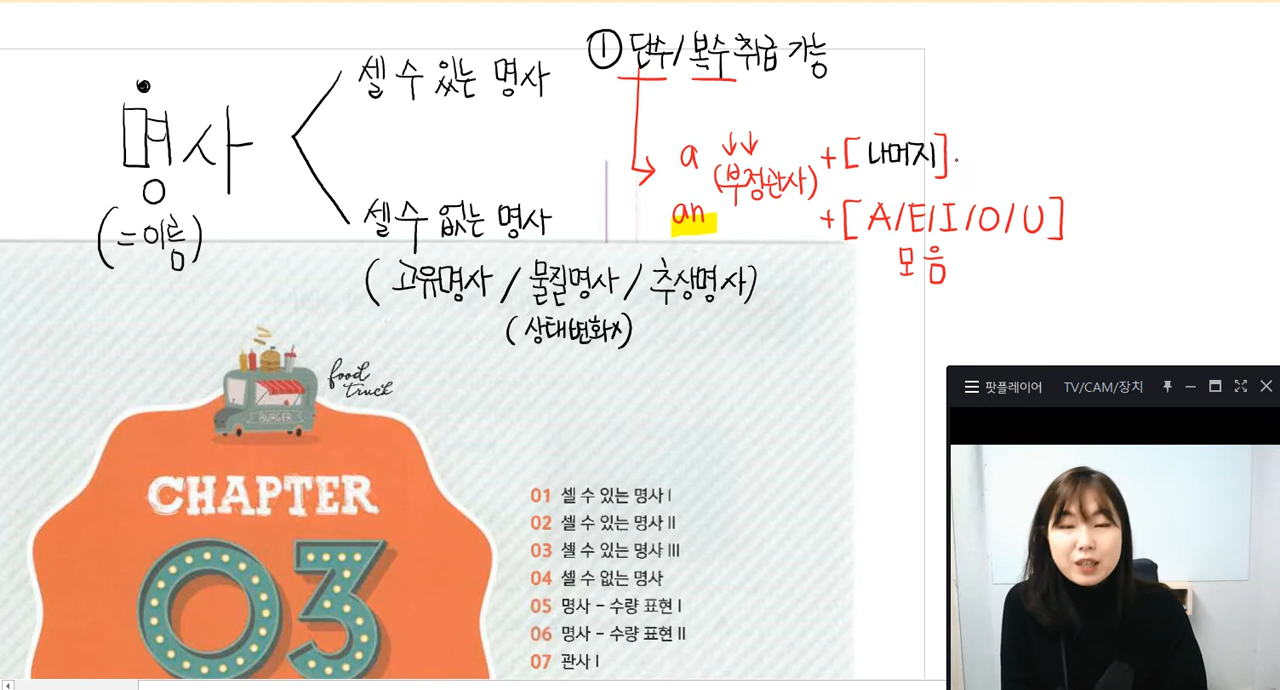 ① 단수/복수 취급 가능
셀 수 있는 명사
명사
(=이름)
a (부정관사) +[나머지].
an +[A/E/I/O/U]
모음
셀 수 없는 명사
(고유명사/물질명사/추상명사)
(상태변화x)
food truck
BURGER
CHAPTER
03
01 셀 수 있는 명사 I
02 셀 수 있는 명사 II
03 셀 수 있는 명사 III
04 셀 수 없는 명사
05 명사 - 수량 표현 I
06 명사 - 수량 표현 II
07 관사 I
팟플레이어 TV/CAM/장치